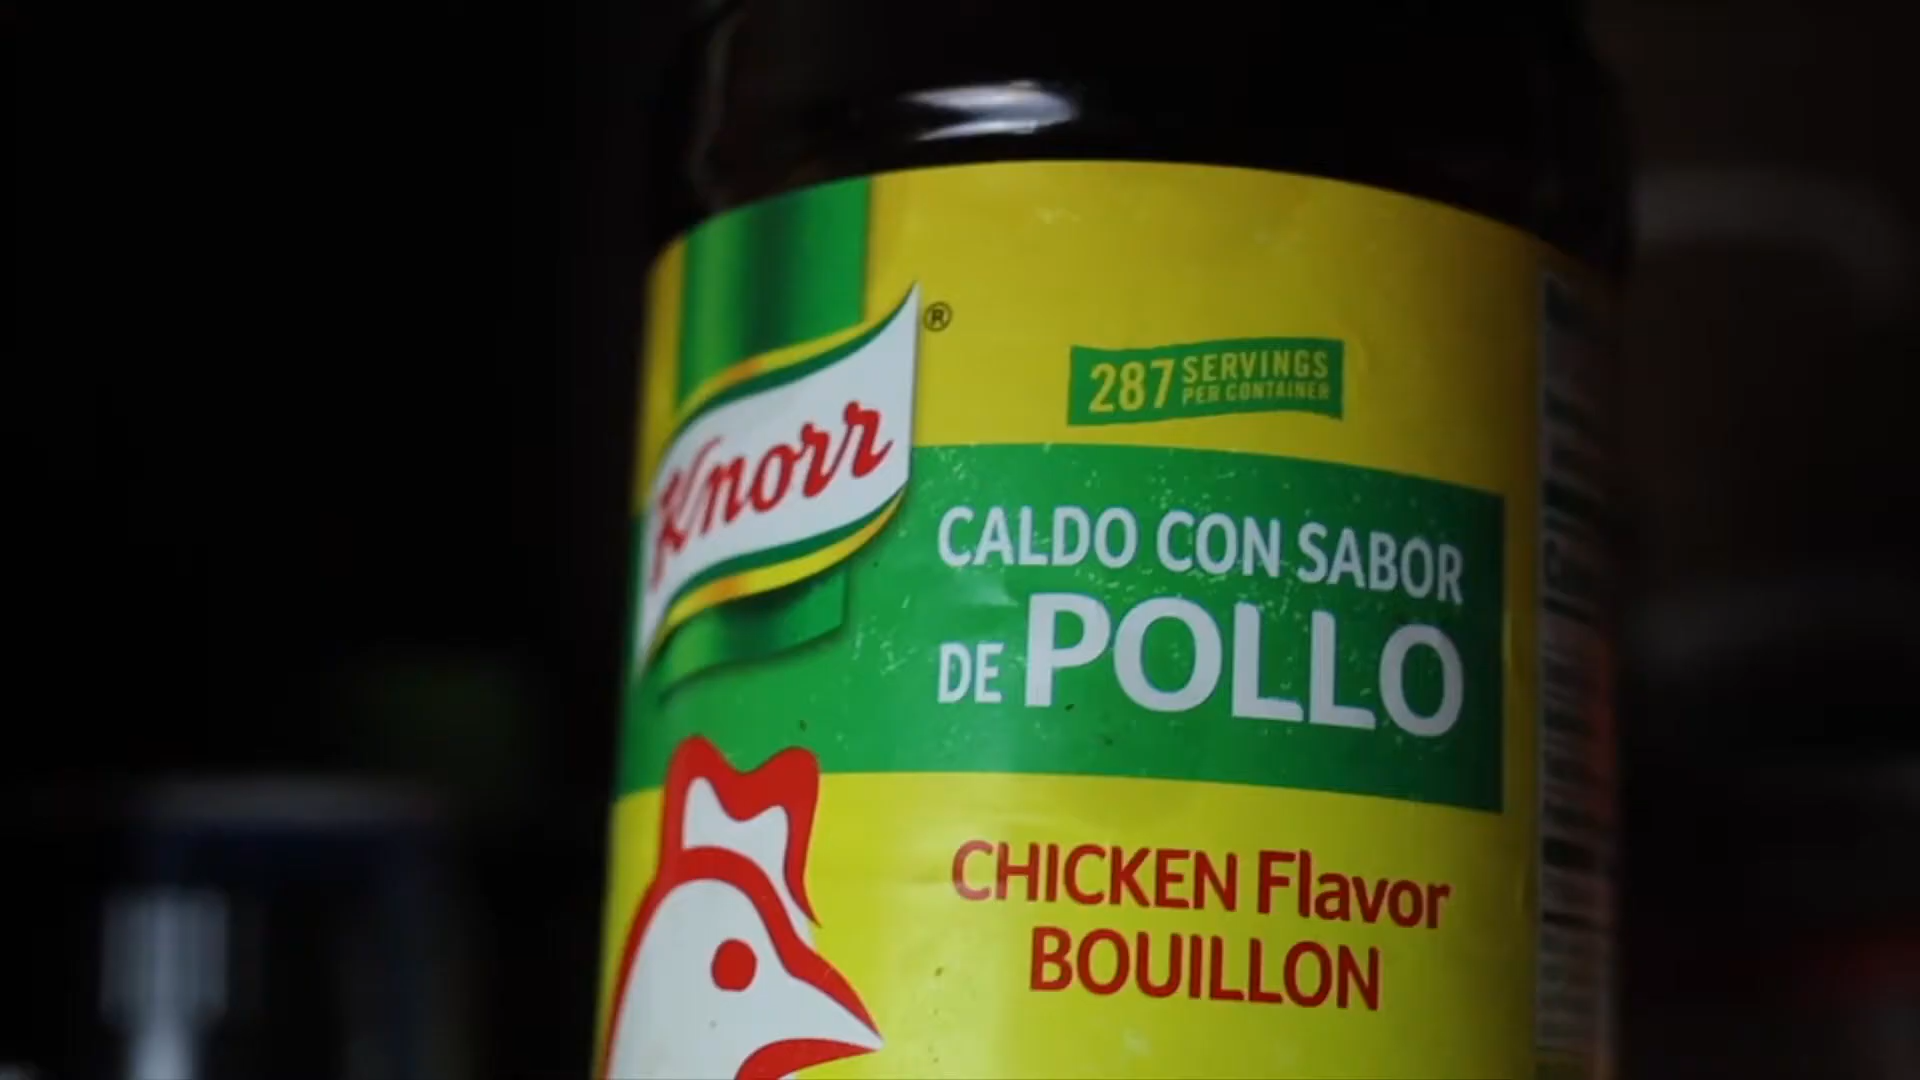 Knorr®
287 SERVINGS
PER CONTAINER
CALDO CON SABOR
DE POLLO
CHICKEN Flavor
BOUILLON